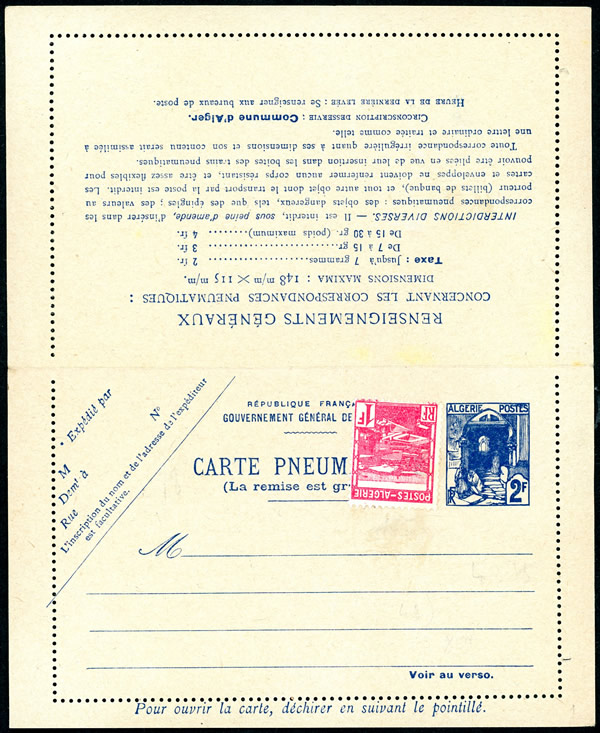 RENSEIGNEMENTS GÉNÉRAUX
CONCERNANT LES CORRESPONDANCES PNEUMATIQUES :
DIMENSIONS MAXIMA : 148 m/m × 115 m/m.
Taxe : Jusqu'à 7 grammes........ 2 fr.
De 7 à 15 gr........ 3 fr.
De 15 à 30 gr. (poids maximum)........ 4 fr.
INTERDICTIONS DIVERSES. — Il est interdit, sous peine d'amende, d'insérer dans les
correspondances pneumatiques : des objets dangereux, tels que des épingles ; des valeurs au
porteur (billets de banque), et tout autre objet dont le transport par la poste est interdit. Les
cartes et enveloppes ne doivent renfermer aucun corps résistant, et être assez flexibles pour
pouvoir être pliées en vue de leur insertion dans les boîtes des trains pneumatiques.
Toute correspondance irrégulière quant à ses dimensions et son contenu serait assimilée à
une lettre ordinaire et traitée comme telle.
CIRCONSCRIPTION DESSERVIE : Commune d'Alger.
HEURE DE LA DERNIÈRE LEVÉE : Se renseigner aux bureaux de poste.
Expédié par
M
Demt à
Rue
N°
L'inscription du nom et de l'adresse de l'expéditeur
est facultative.
RÉPUBLIQUE FRANÇA
GOUVERNEMENT GÉNÉRAL DE
CARTE PNEUM
(La remise est gr
RF
1F
POSTES-ALGERIE
ALGERIE POSTES
RF
2F
M
Voir au verso.
Pour ouvrir la carte, déchirer en suivant le pointillé.